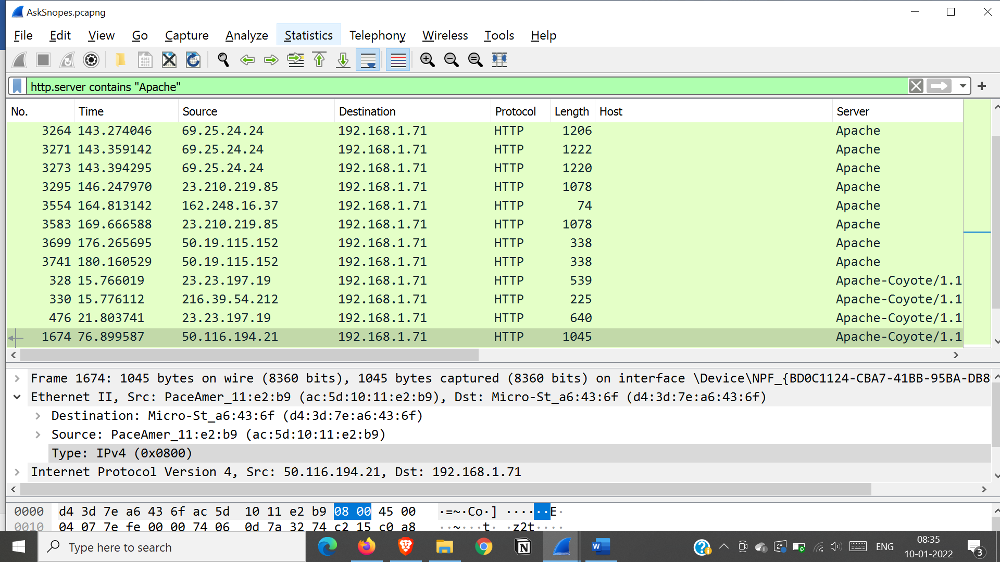 AskSnopes.pcapng
File Edit View Go Capture Analyze Statistics Telephony Wireless Tools Help
http.server contains "Apache"
No. Time Source Destination Protocol Length Host Server
3264 143.274046 69.25.24.24 192.168.1.71 HTTP 1206 Apache
3271 143.359142 69.25.24.24 192.168.1.71 HTTP 1222 Apache
3273 143.394295 69.25.24.24 192.168.1.71 HTTP 1220 Apache
3295 146.247970 23.210.219.85 192.168.1.71 HTTP 1078 Apache
3554 164.813142 162.248.16.37 192.168.1.71 HTTP 74 Apache
3583 169.666588 23.210.219.85 192.168.1.71 HTTP 1078 Apache
3699 176.265695 50.19.115.152 192.168.1.71 HTTP 338 Apache
3741 180.160529 50.19.115.152 192.168.1.71 HTTP 338 Apache
328 15.766019 23.23.197.19 192.168.1.71 HTTP 539 Apache-Coyote/1.1
330 15.776112 216.39.54.212 192.168.1.71 HTTP 225 Apache-Coyote/1.1
476 21.803741 23.23.197.19 192.168.1.71 HTTP 640 Apache-Coyote/1.1
1674 76.899587 50.116.194.21 192.168.1.71 HTTP 1045 Apache-Coyote/1.1
Frame 1674: 1045 bytes on wire (8360 bits), 1045 bytes captured (8360 bits) on interface \Device\NPF_{BD0C1124-CBA7-41BB-95BA-DB8
Ethernet II, Src: PaceAmer_11:e2:b9 (ac:5d:10:11:e2:b9), Dst: Micro-St_a6:43:6f (d4:3d:7e:a6:43:6f)
Destination: Micro-St_a6:43:6f (d4:3d:7e:a6:43:6f)
Source: PaceAmer_11:e2:b9 (ac:5d:10:11:e2:b9)
Type: IPv4 (0x0800)
Internet Protocol Version 4, Src: 50.116.194.21, Dst: 192.168.1.71
0000 d4 3d 7e a6 43 6f ac 5d 10 11 e2 b9 08 00 45 00 ·=~·Co·] ······E·
0010 04 07 7e fe 00 00 74 06 0d 7a 32 74 c2 15 c0 a8 ··~···t· ·z2t····
Type here to search
ENG
08:35
10-01-2022
3